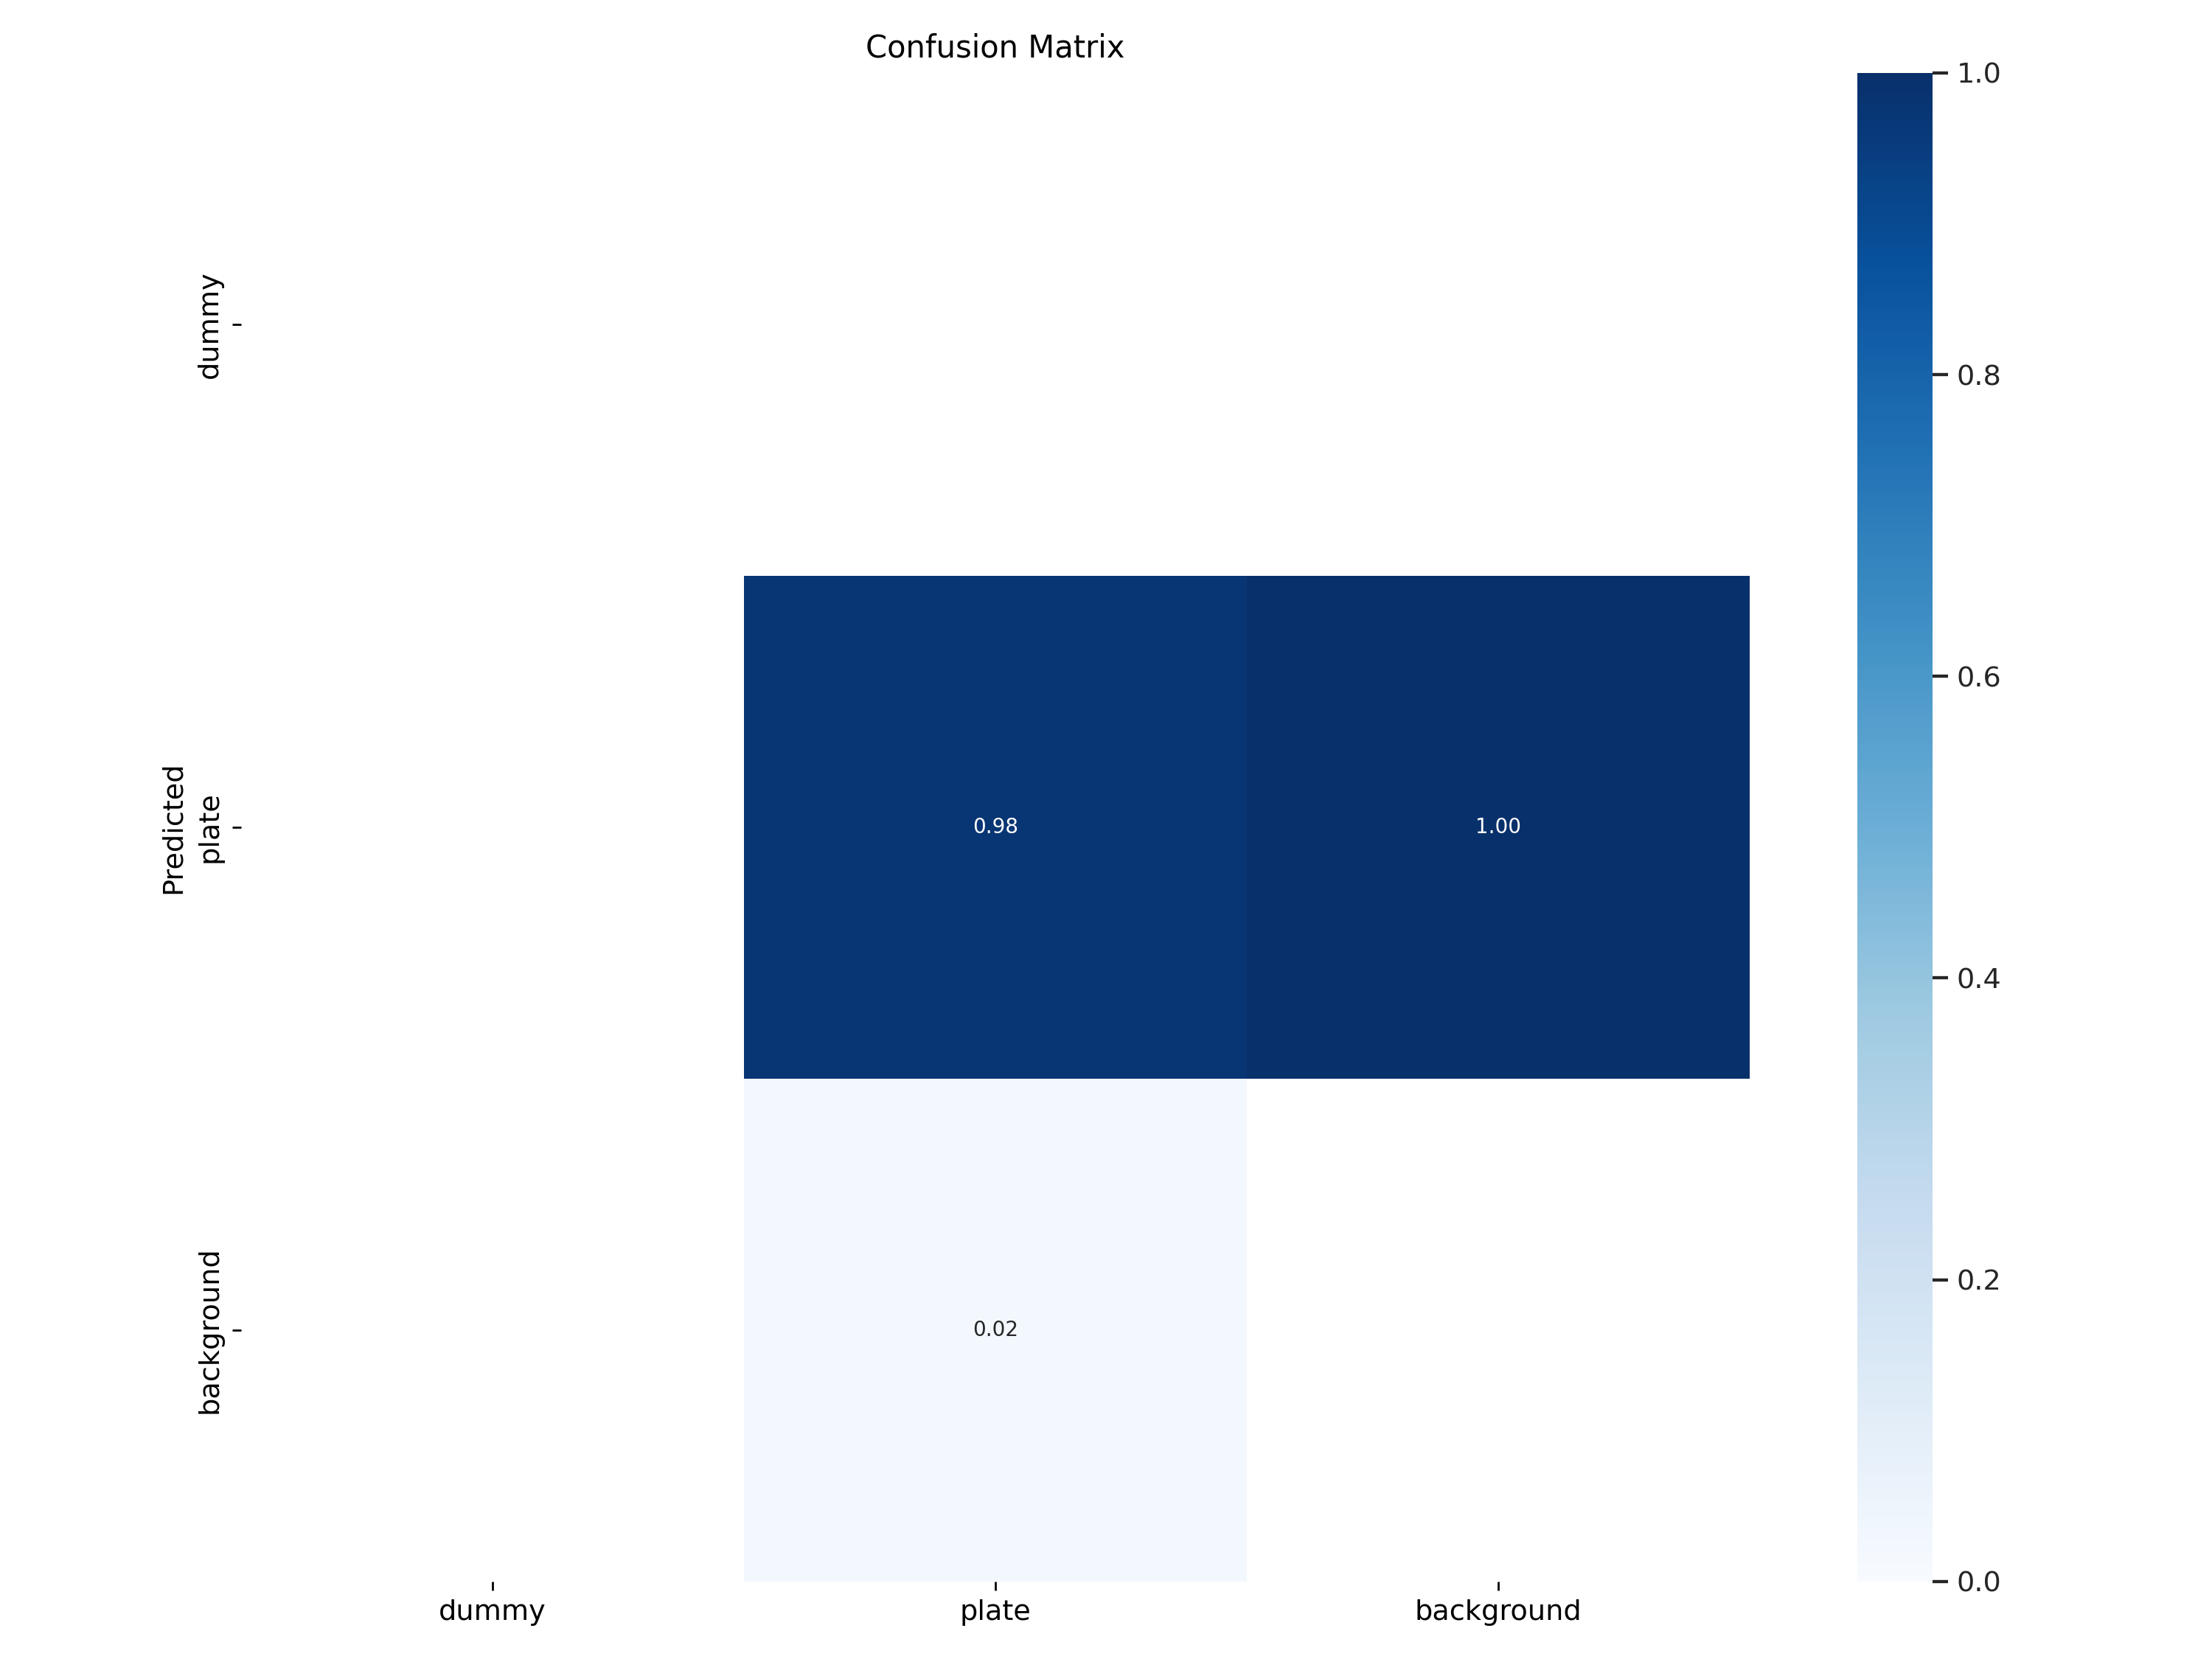 Confusion Matrix
1.0
dummy
0.8
0.6
Predicted
plate
0.98
1.00
0.4
0.2
background
0.02
0.0
dummy
plate
background